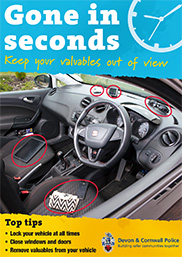 Gone in
seconds
Keep your valuables out of view
Top tips
• Lock your vehicle at all times
• Close windows and doors
• Remove valuables from your vehicle
Devon & Cornwall Police
Building safer communities together